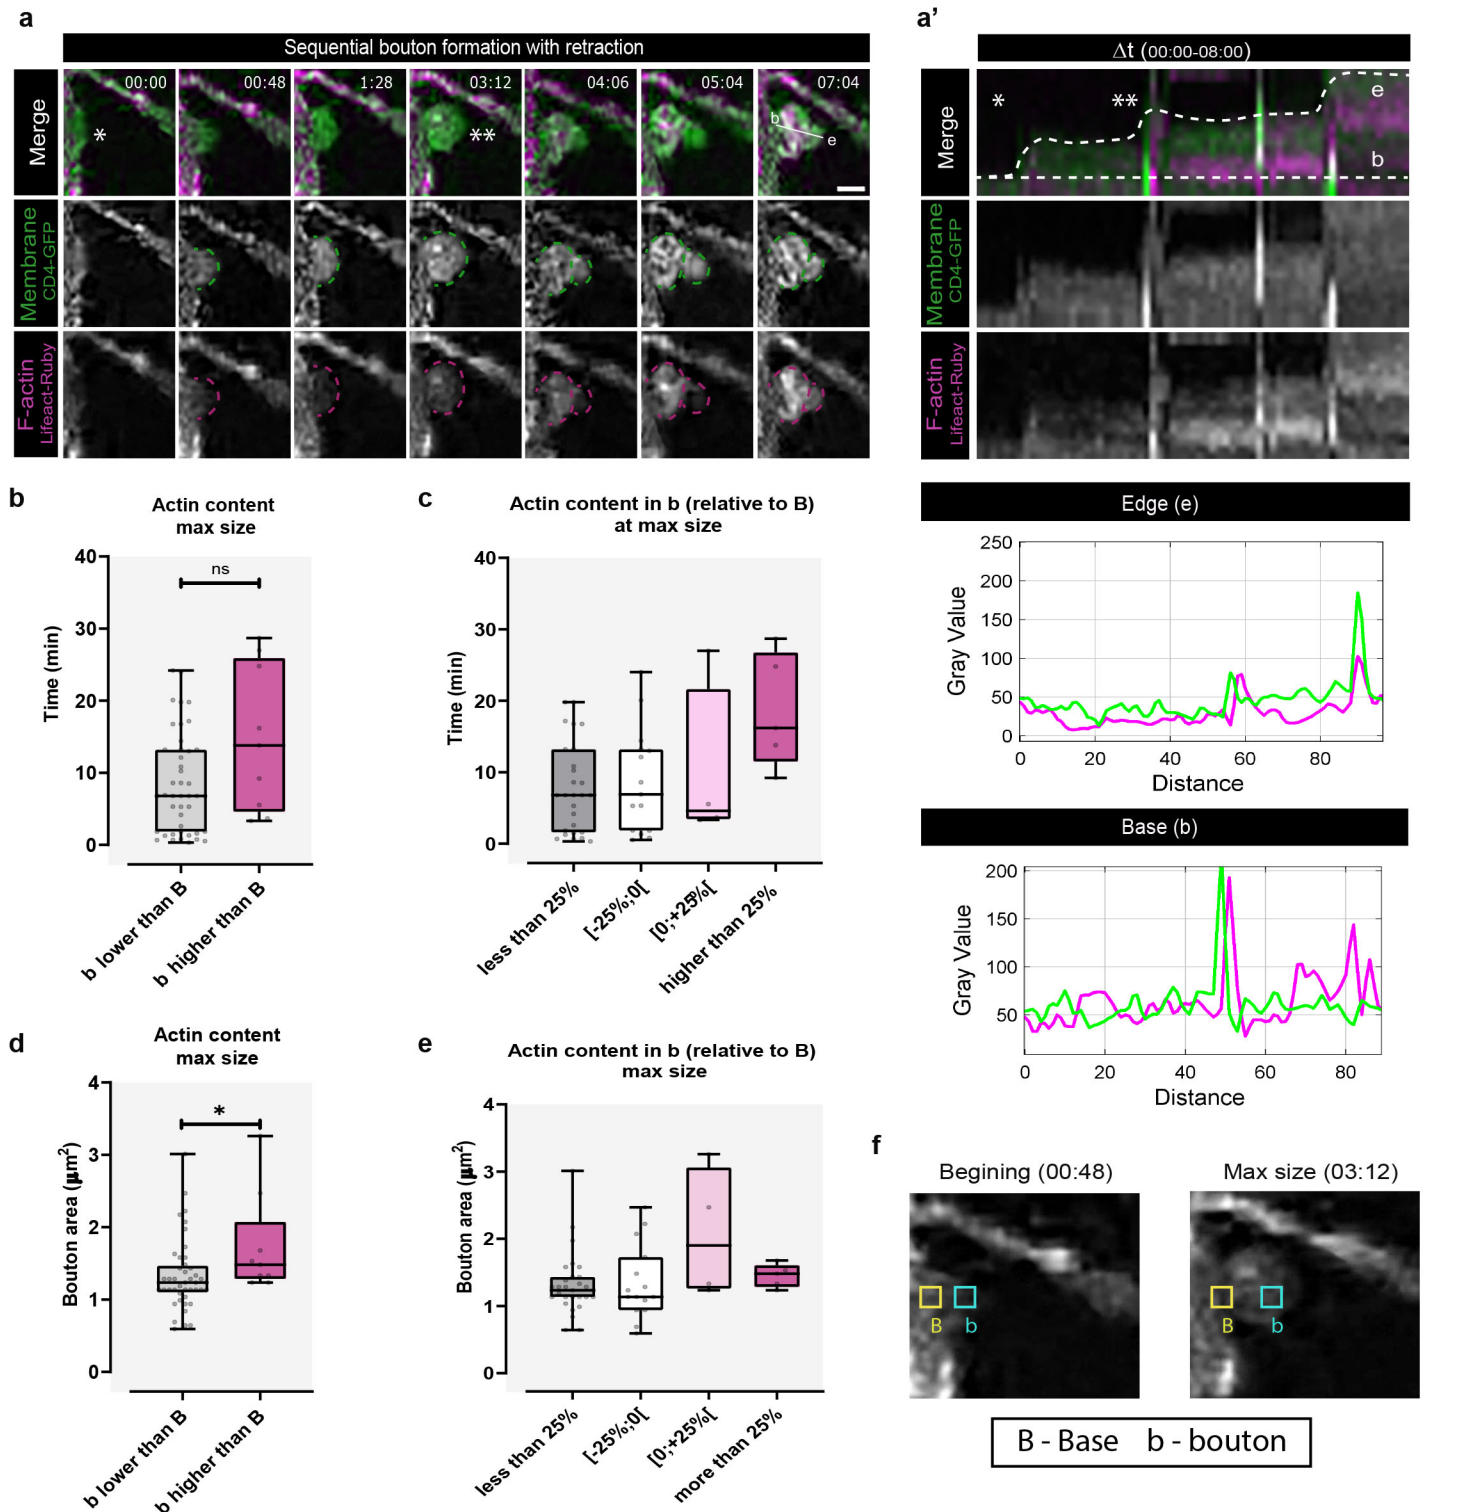 a
Sequential bouton formation with retraction
Merge
00:00
00:48
1:28
03:12
04:06
05:04
07:04
*
**
b
e
Membrane
CD4-GFP
F-actin
Lifeact-Ruby
a’
Δt (00:00-08:00)
Merge
*
**
e
b
Membrane
CD4-GFP
F-actin
Lifeact-Ruby
b
Actin content
max size
ns
Time (min)
40
30
20
10
0
b lower than B
b higher than B
c
Actin content in b (relative to B)
at max size
Time (min)
40
30
20
10
0
less than 25%
[-25%;0[
[0;+25%[
higher than 25%
Edge (e)
Gray Value
250
200
150
100
50
0
0
20
40
60
80
Distance
Base (b)
Gray Value
200
150
100
50
0
20
40
60
80
Distance
d
Actin content
max size
*
Bouton area (μm²)
4
3
2
1
0
b lower than B
b higher than B
e
Actin content in b (relative to B)
max size
Bouton area (μm²)
4
3
2
1
0
less than 25%
[-25%;0[
[0;+25%[
more than 25%
f
Begining (00:48)
Max size (03:12)
B
b
B
b
B - Base b - bouton